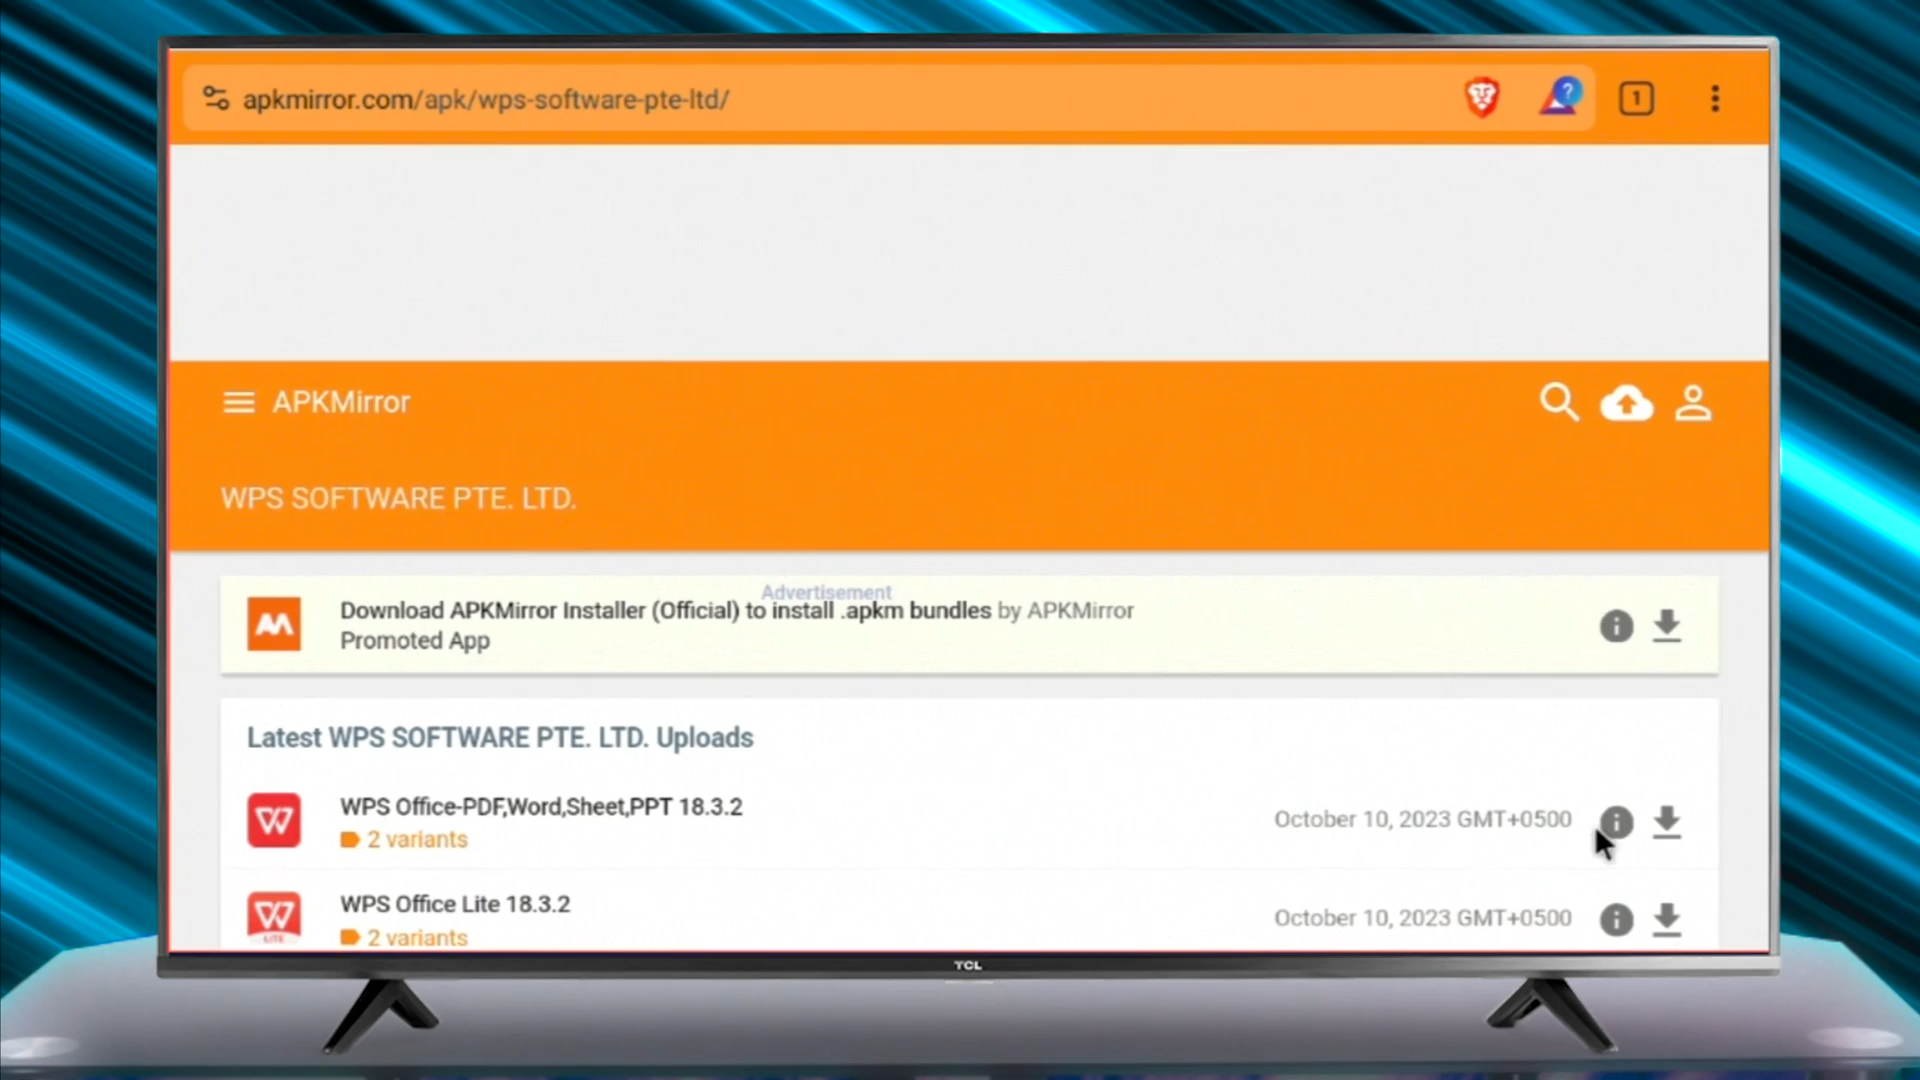 apkmirror.com/apk/wps-software-pte-ltd/
?
1
APKMirror
WPS SOFTWARE PTE. LTD.
Advertisement
Download APKMirror Installer (Official) to install .apkm bundles by APKMirror
Promoted App
Latest WPS SOFTWARE PTE. LTD. Uploads
WPS Office-PDF,Word,Sheet,PPT 18.3.2
October 10, 2023 GMT+0500
2 variants
WPS Office Lite 18.3.2
October 10, 2023 GMT+0500
LITE
2 variants
TCL